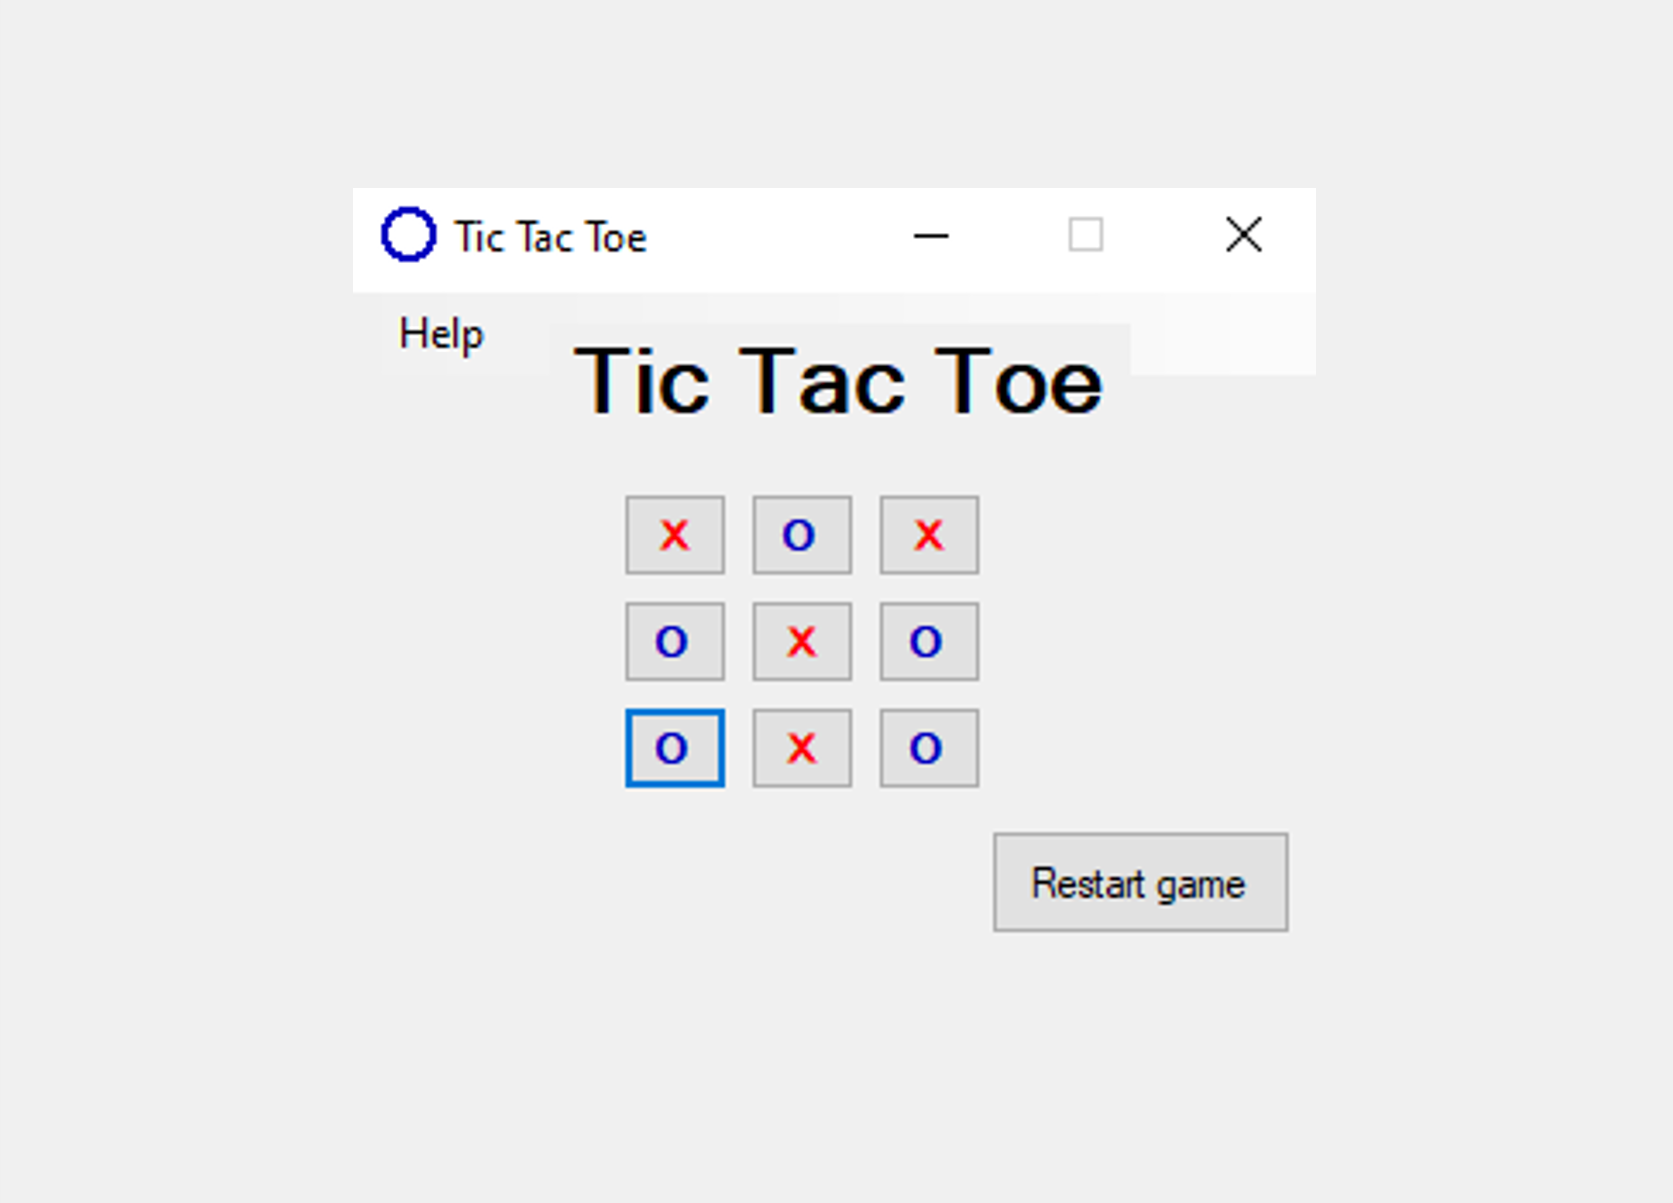 Tic Tac Toe
Help
Tic Tac Toe
X O X
O X O
O X O
Restart game